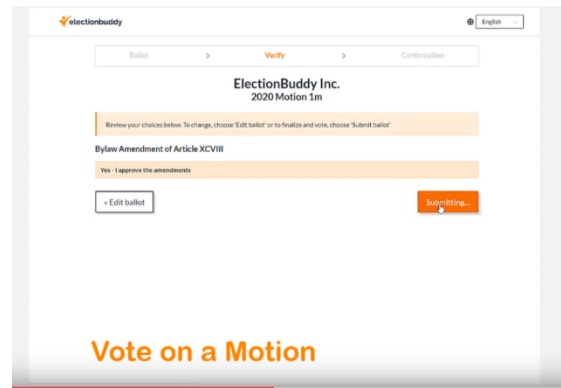 electionbuddy
English
Ballot > Verify > Confirmation
ElectionBuddy Inc.
2020 Motion 1m
Review your choices below. To change, choose 'Edit ballot' or to finalize and vote, choose 'Submit ballot'
Bylaw Amendment of Article XCVIII
Yes - I approve the amendments
‹ Edit ballot
Submitting...
Vote on a Motion